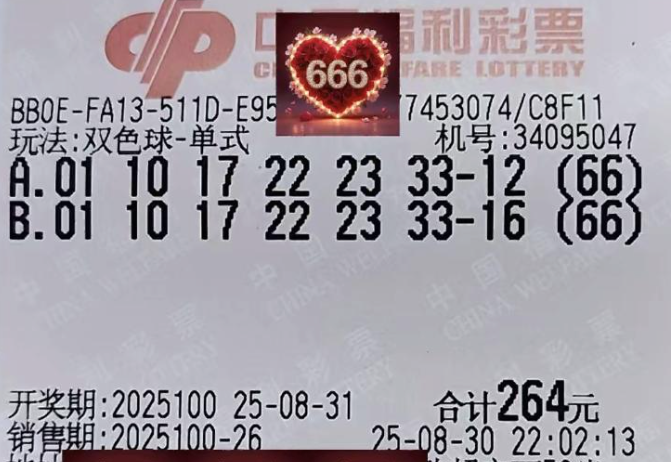 中国福利彩票
CHINA WELFARE LOTTERY
666
BB0E-FA13-511D-E95 77453074/C8F11
玩法:双色球-单式 机号:34095047
A.01 10 17 22 23 33-12 (66)
B.01 10 17 22 23 33-16 (66)
开奖期:2025100 25-08-31 合计264元
销售期:2025100-26 25-08-30 22:02:13